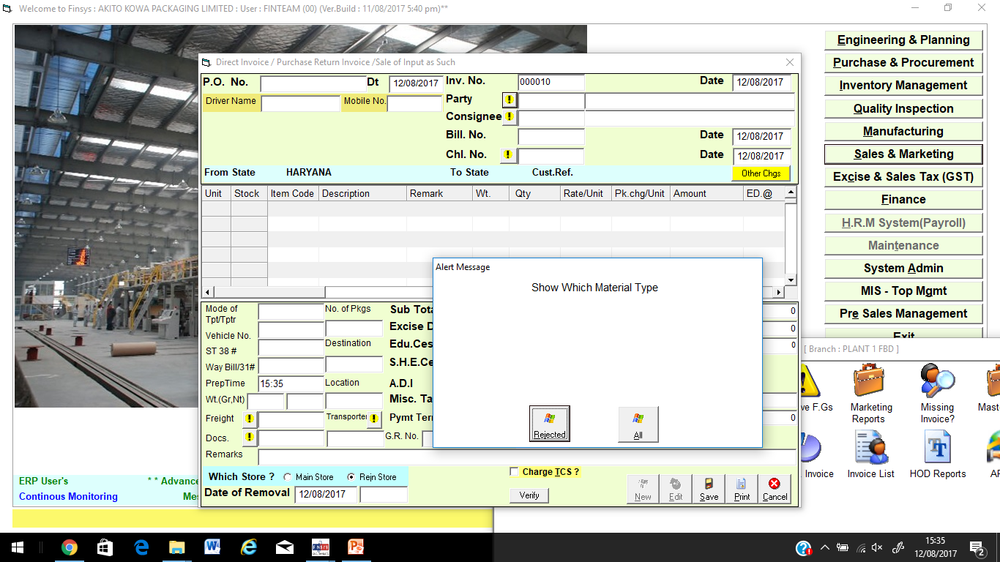 Welcome to Finsys : AKITO KOWA PACKAGING LIMITED : User : FINTEAM (00) (Ver.Build : 11/08/2017 5:40 pm)**
Engineering & Planning
Purchase & Procurement
Inventory Management
Quality Inspection
Manufacturing
Sales & Marketing
Excise & Sales Tax (GST)
Finance
H.R.M System(Payroll)
Maintenance
System Admin
MIS - Top Mgmt
Pre Sales Management
Exit
Direct Invoice / Purchase Return Invoice /Sale of Input as Such
P.O. No. Dt 12/08/2017 Inv. No. 000010 Date 12/08/2017
Driver Name Mobile No. Party
Consignee
Bill. No. Date 12/08/2017
Chl. No. Date 12/08/2017
From State HARYANA To State Cust.Ref. Other Chgs
Unit Stock Item Code Description Remark Wt. Qty Rate/Unit Pk.chg/Unit Amount ED.@
Alert Message
Show Which Material Type
Rejected All
Mode of No. of Pkgs Sub Tota 0
Tpt/Tptr
Vehicle No. Excise D 0
ST 38 # Destination Edu.Ces 0
Way Bill/31# S.H.E.Ce
PrepTime 15:35 Location A.D.I
Wt.(Gr,Nt) Misc. Ta
Freight Transporter Pymt Ter 0
Docs. G.R. No.
Remarks
Which Store ? Main Store Rejn Store Charge TCS ?
Date of Removal 12/08/2017 Verify New Edit Save Print Cancel
[ Branch : PLANT 1 FBD ]
ve F.Gs Marketing Reports Missing Invoice? Mast
Invoice Invoice List HOD Reports AF
ERP User's * * Advance
Continous Monitoring Mes
15:35
12/08/2017
2